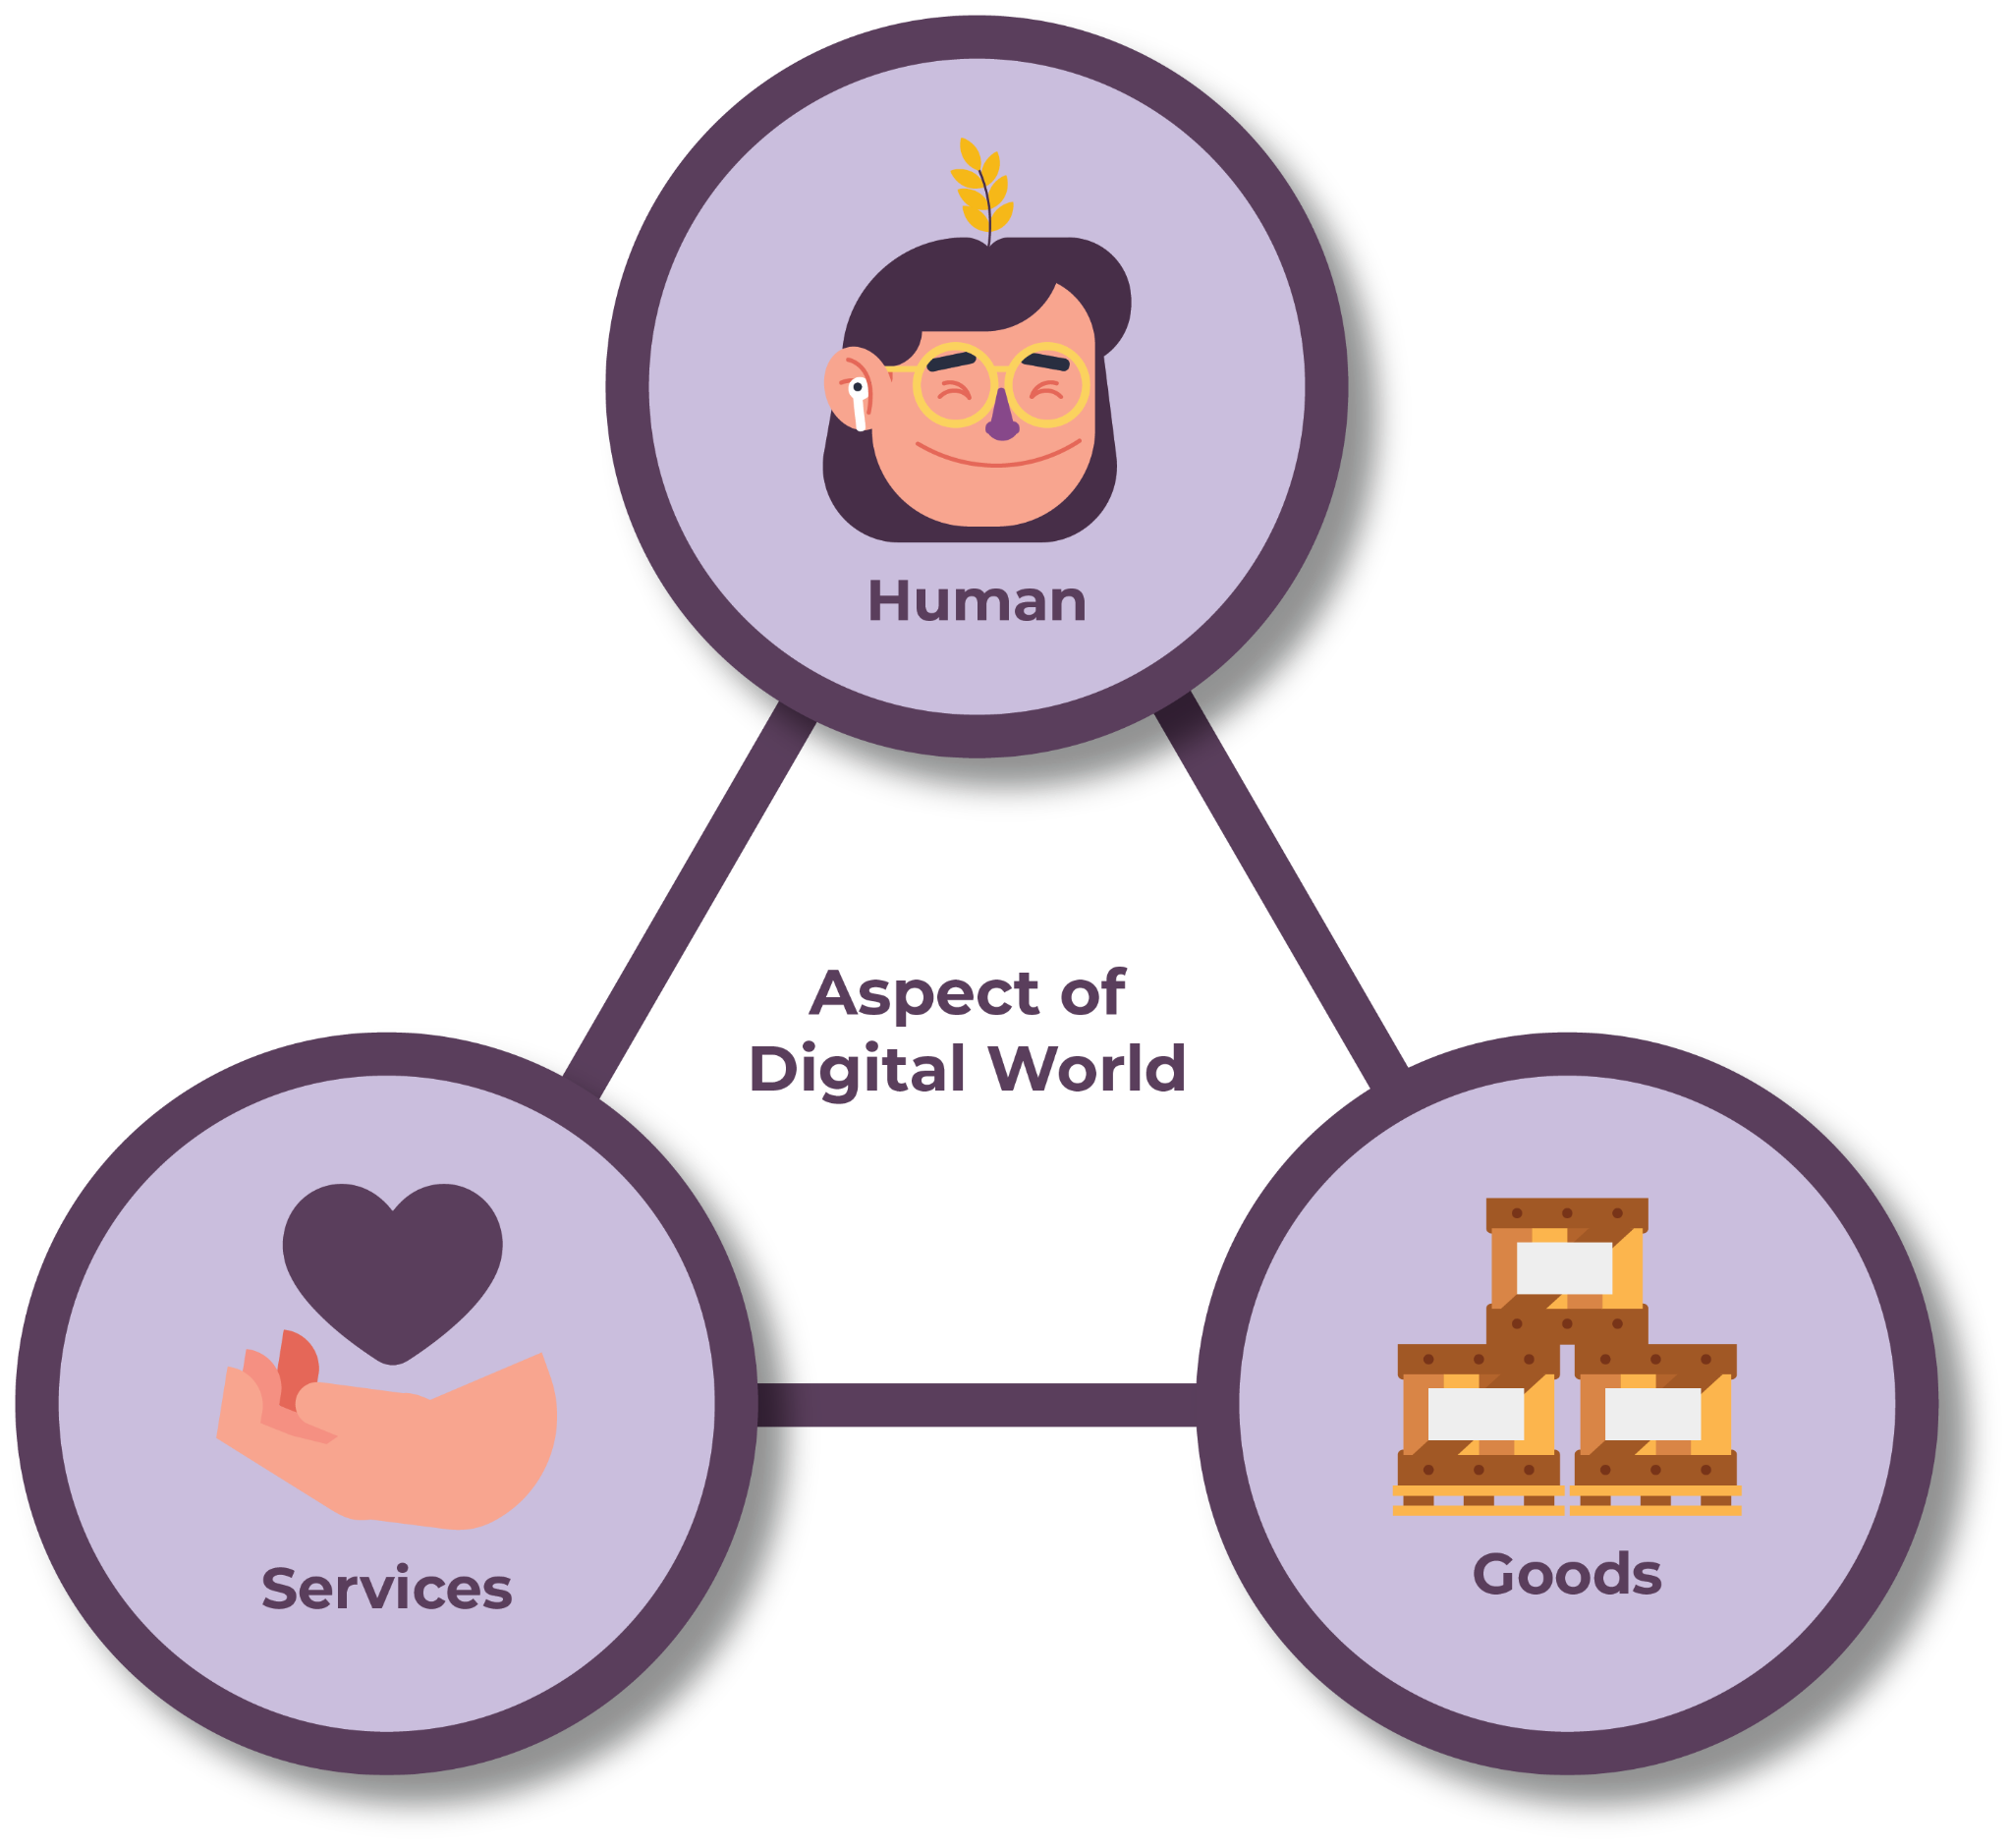 Human
Aspect of
Digital World
Services
Goods